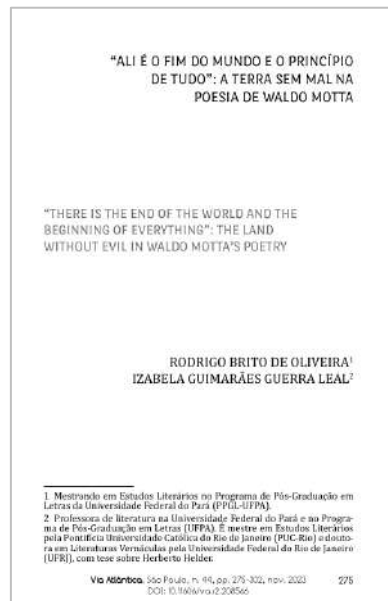 “ALI É O FIM DO MUNDO E O PRINCÍPIO
DE TUDO”: A TERRA SEM MAL NA
POESIA DE WALDO MOTTA
“THERE IS THE END OF THE WORLD AND THE
BEGINNING OF EVERYTHING”: THE LAND
WITHOUT EVIL IN WALDO MOTTA’S POETRY
RODRIGO BRITO DE OLIVEIRA¹
IZABELA GUIMARÃES GUERRA LEAL²
1 Mestrando em Estudos Literários no Programa de Pós-Graduação em
Letras da Universidade Federal do Pará (PPGL-UFPA).
2 Professora de literatura na Universidade Federal do Pará e no Progra-
ma de Pós-Graduação em Letras (UFPA). É mestre em Estudos Literários
pela Pontifícia Universidade Católica do Rio de Janeiro (PUC-Rio) e douto-
ra em Literaturas Vernáculas pela Universidade Federal do Rio de Janeiro
(UFRJ), com tese sobre Herberto Helder.
Via Atlântica, São Paulo, n. 44, pp. 275-302, nov. 2023 275
DOI: 10.11606/va.i2.208566